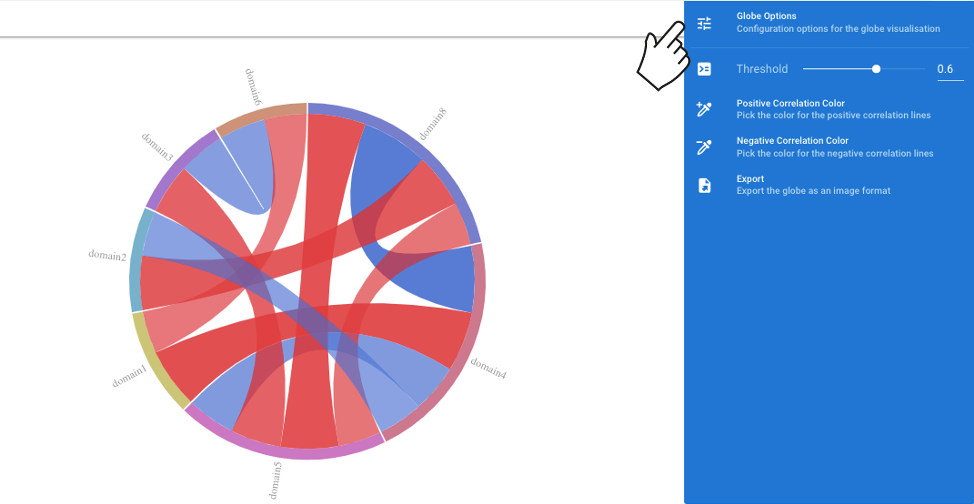 Globe Options
Configuration options for the globe visualisation
Threshold 0.6
Positive Correlation Color
Pick the color for the positive correlation lines
Negative Correlation Color
Pick the color for the negative correlation lines
Export
Export the globe as an image format
domain6
domain8
domain3
domain2
domain1
domain4
domain5